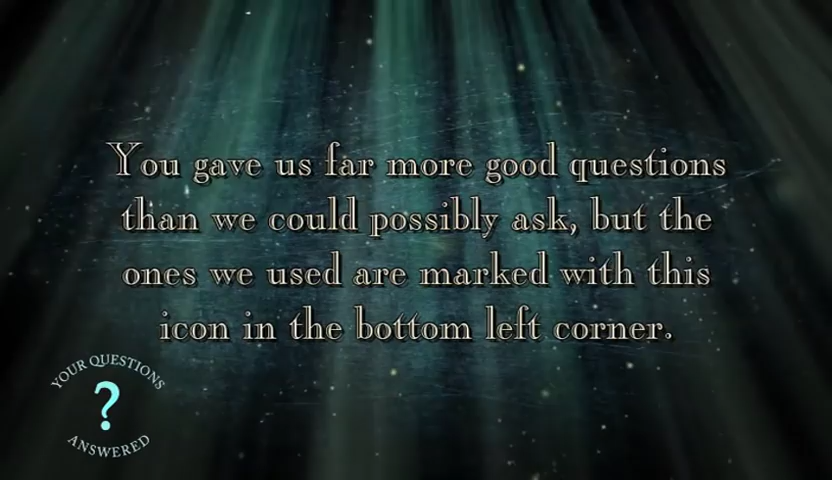 You gave us far more good questions
than we could possibly ask, but the
ones we used are marked with this
icon in the bottom left corner.
YOUR QUESTIONS
?
ANSWERED